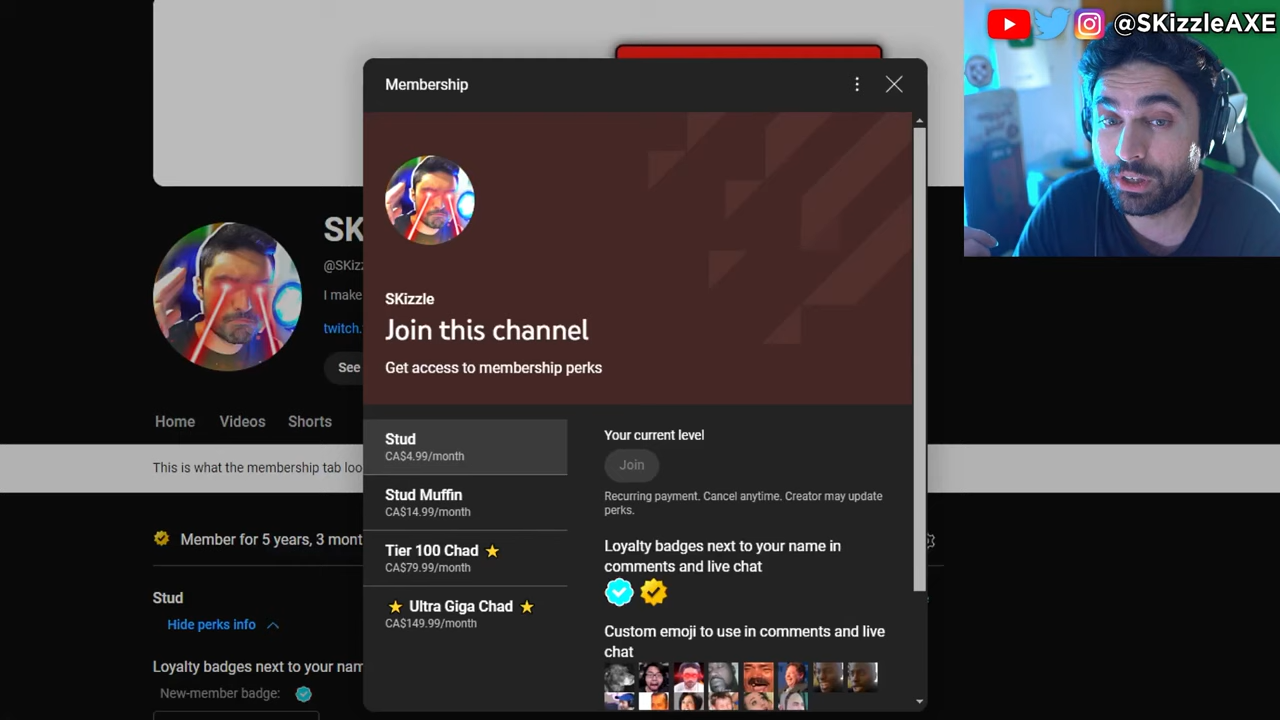 @SKizzleAXE
Membership
SK
@SKizz
I make
twitch.
See
SKizzle
Join this channel
Get access to membership perks
Home Videos Shorts
Stud
CA$4.99/month
Stud Muffin
CA$14.99/month
Tier 100 Chad
CA$79.99/month
Ultra Giga Chad
CA$149.99/month
Your current level
Join
Recurring payment. Cancel anytime. Creator may update
perks.
Loyalty badges next to your name in
comments and live chat
Custom emoji to use in comments and live
chat
This is what the membership tab loo
Member for 5 years, 3 mont
Stud
Hide perks info
Loyalty badges next to your nam
New-member badge: